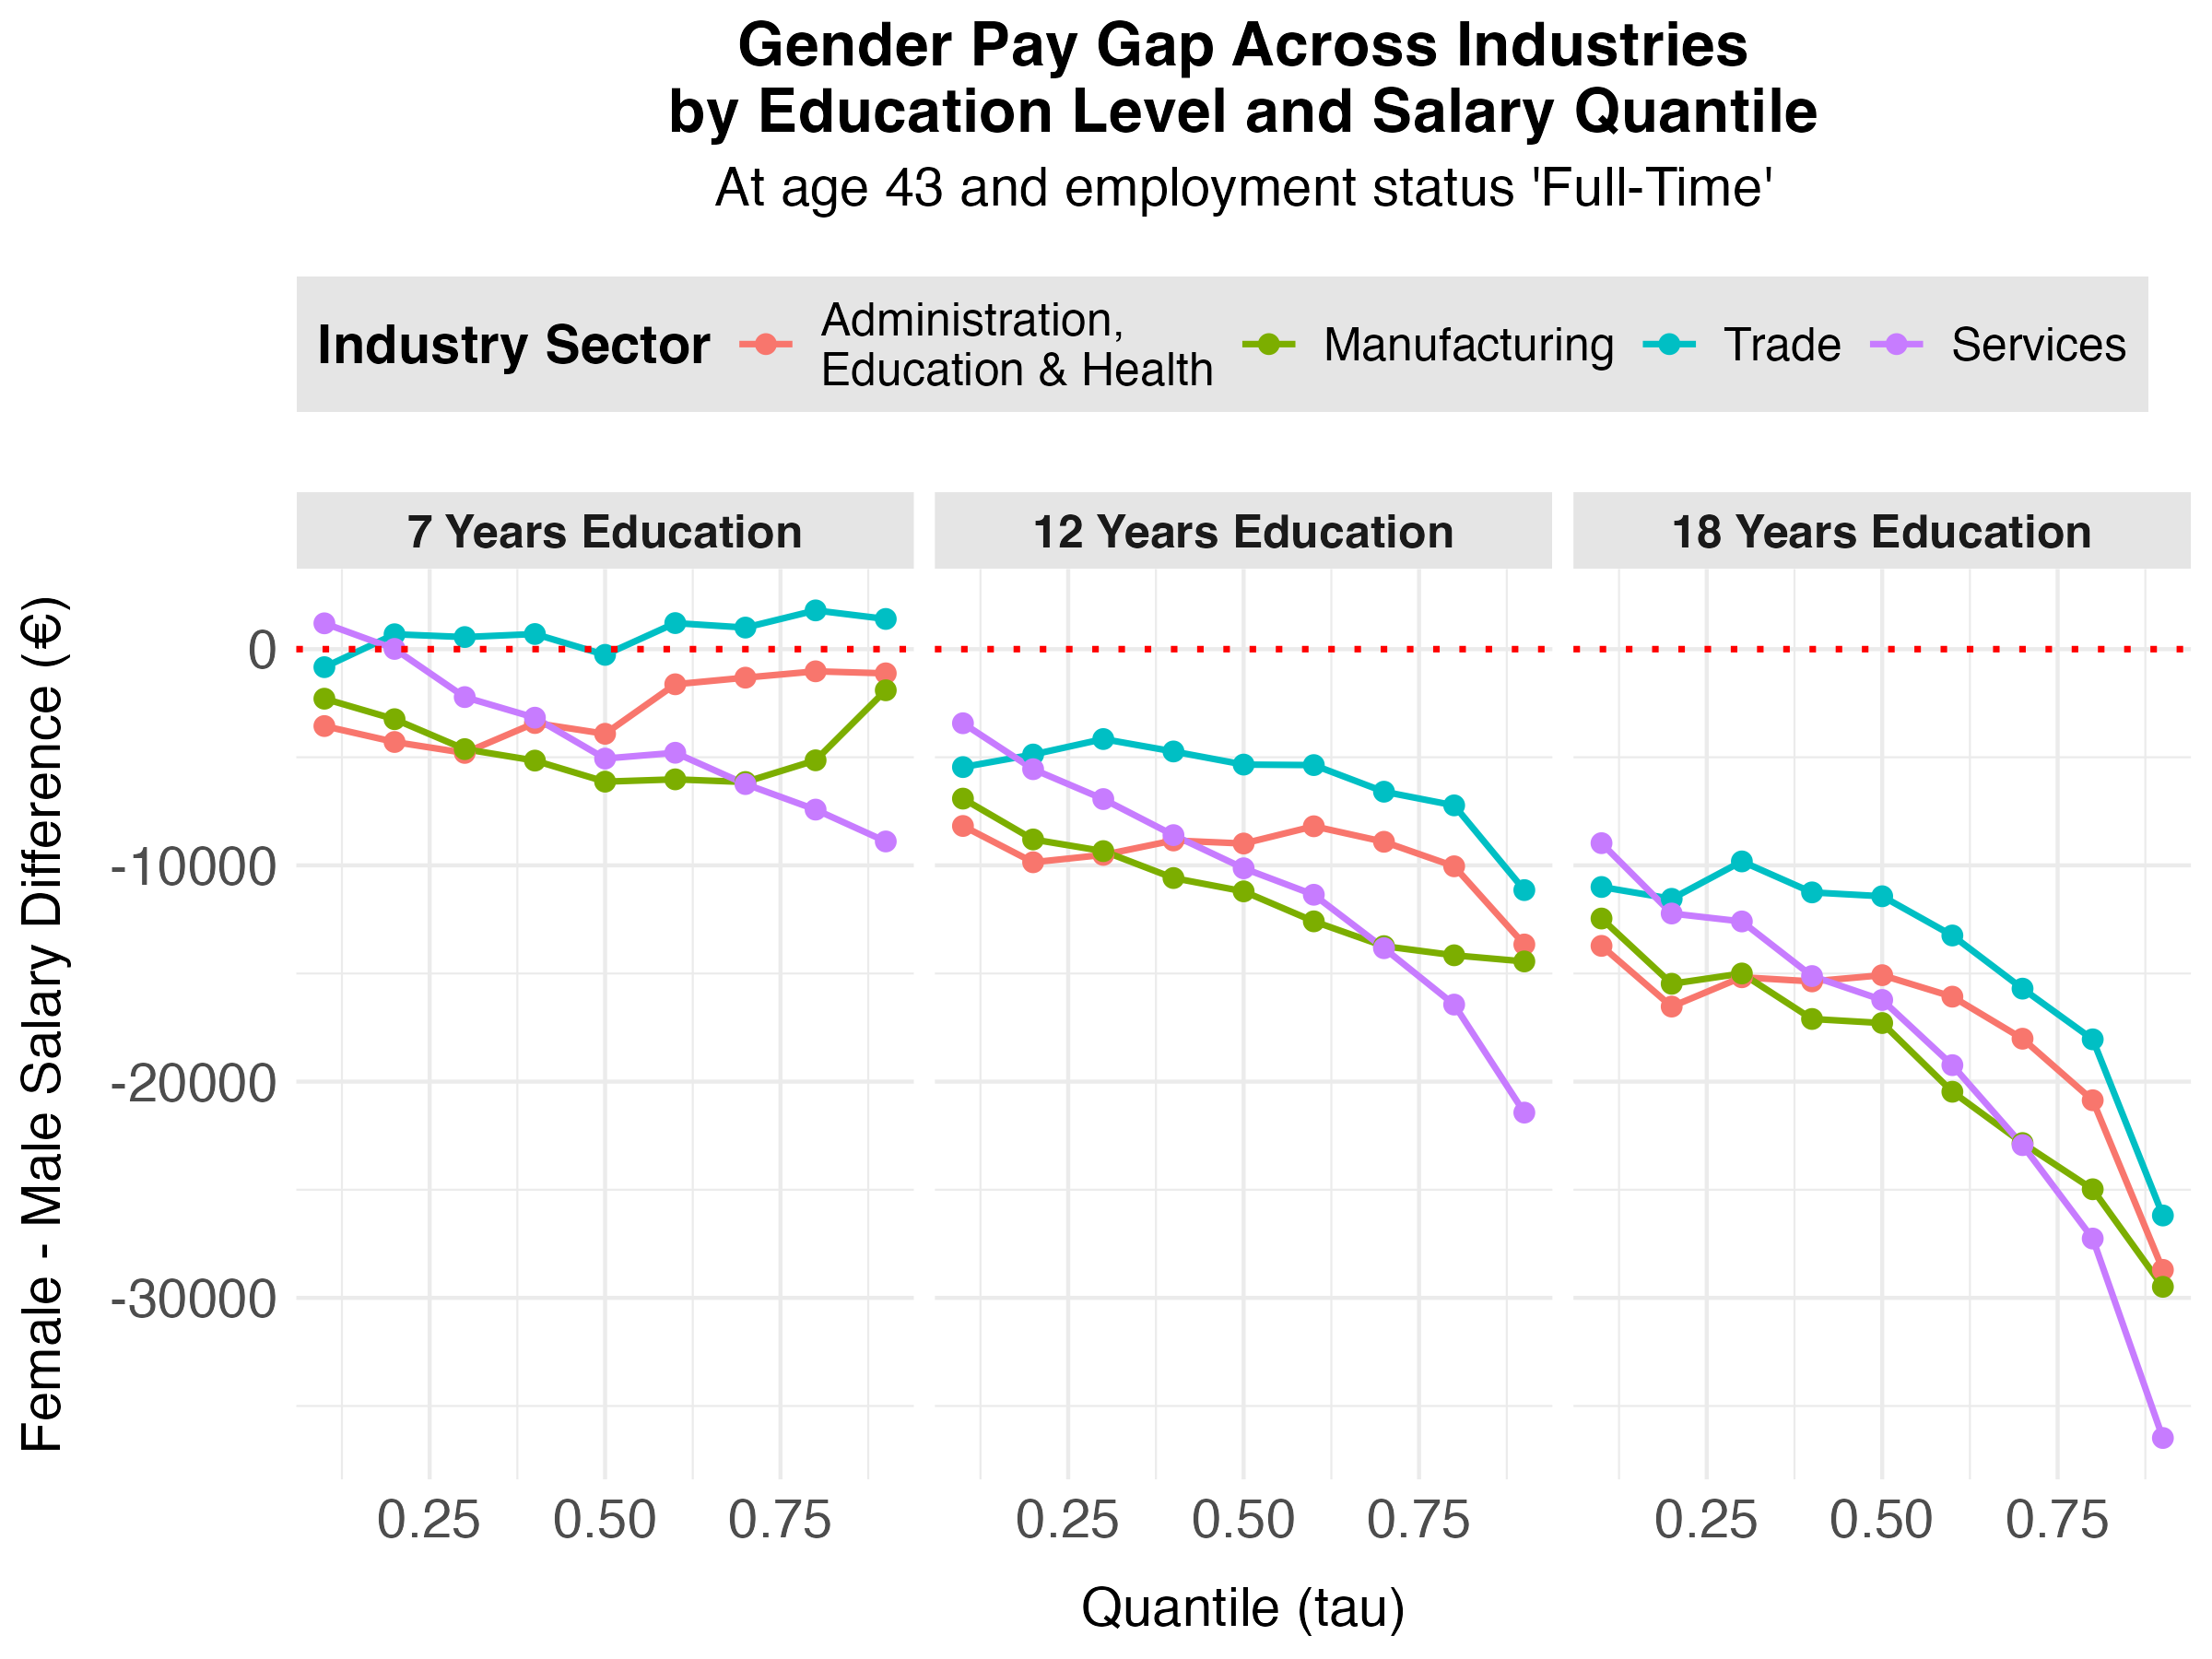 Gender Pay Gap Across Industries
by Education Level and Salary Quantile
At age 43 and employment status 'Full-Time'
Industry Sector
Administration,
Education & Health
Manufacturing
Trade
Services
7 Years Education
12 Years Education
18 Years Education
Female - Male Salary Difference (€)
0
-10000
-20000
-30000
0.25 0.50 0.75
0.25 0.50 0.75
0.25 0.50 0.75
Quantile (tau)